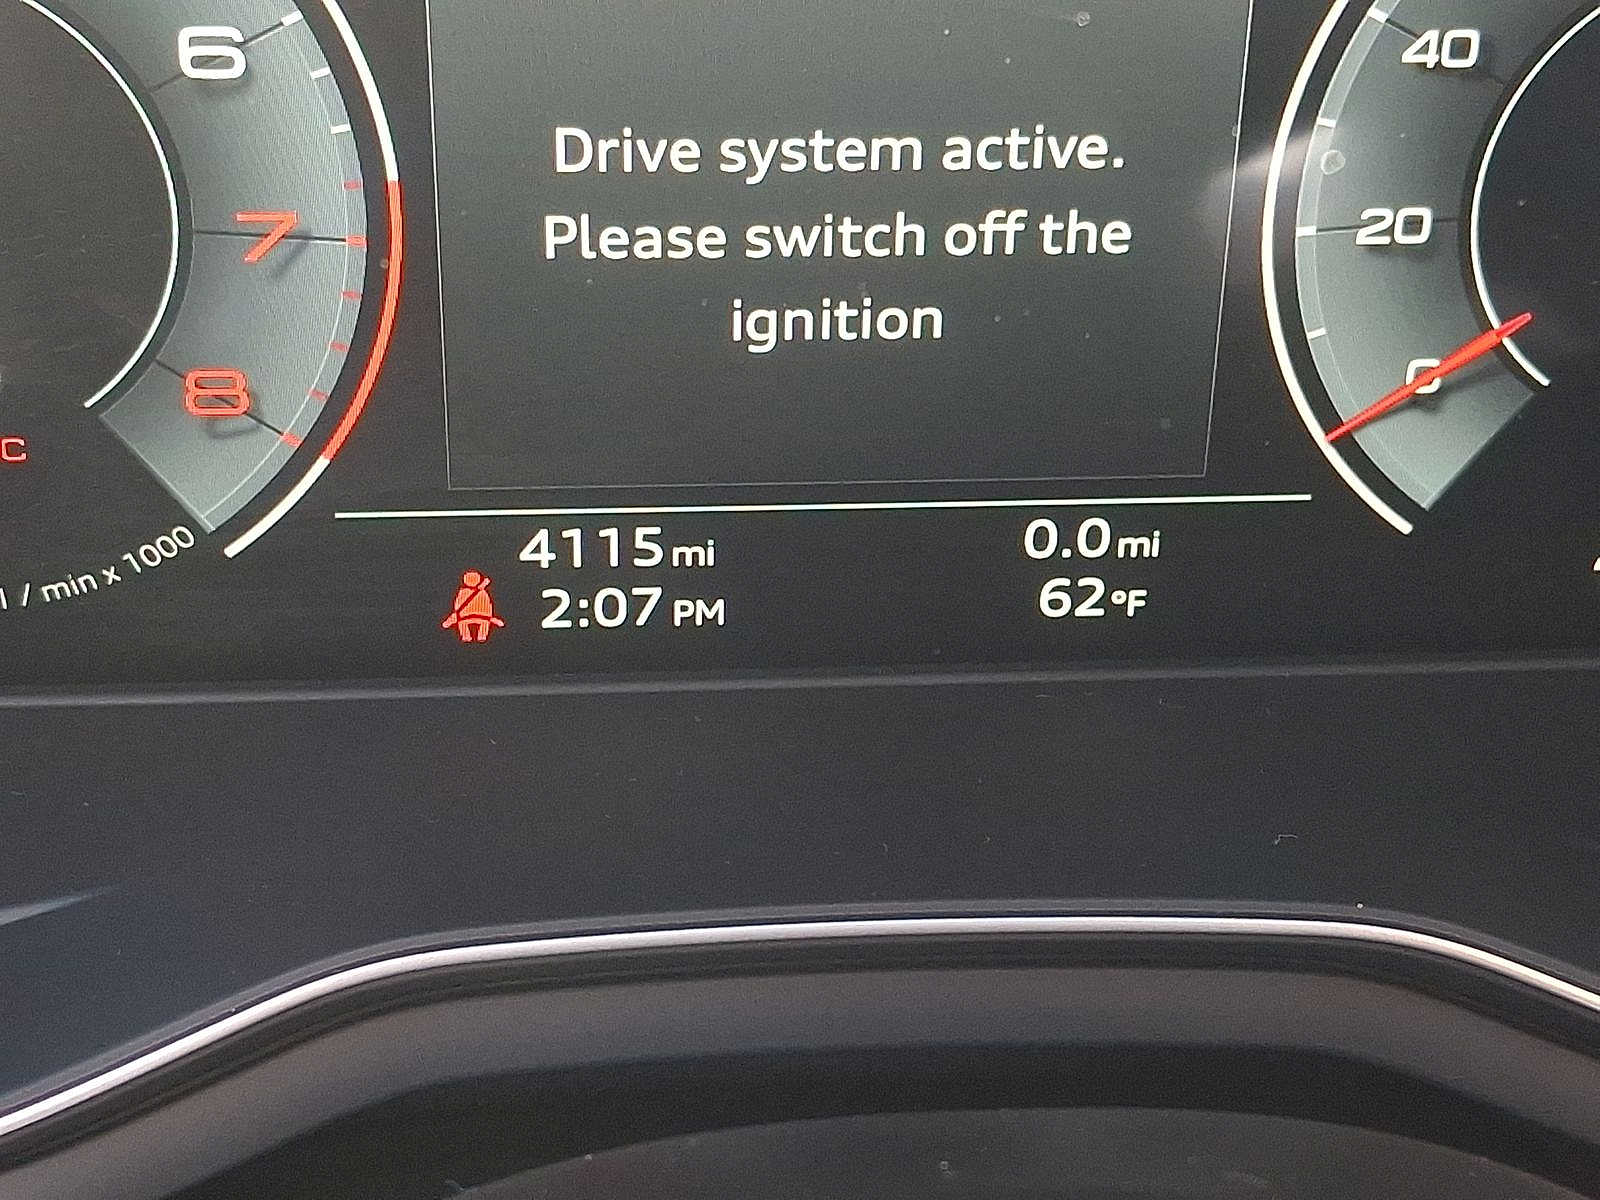 6
7
8
C
/ min x 1000
Drive system active.
Please switch off the
ignition
40
20
0
4115 mi
0.0 mi
2:07 PM
62 °F